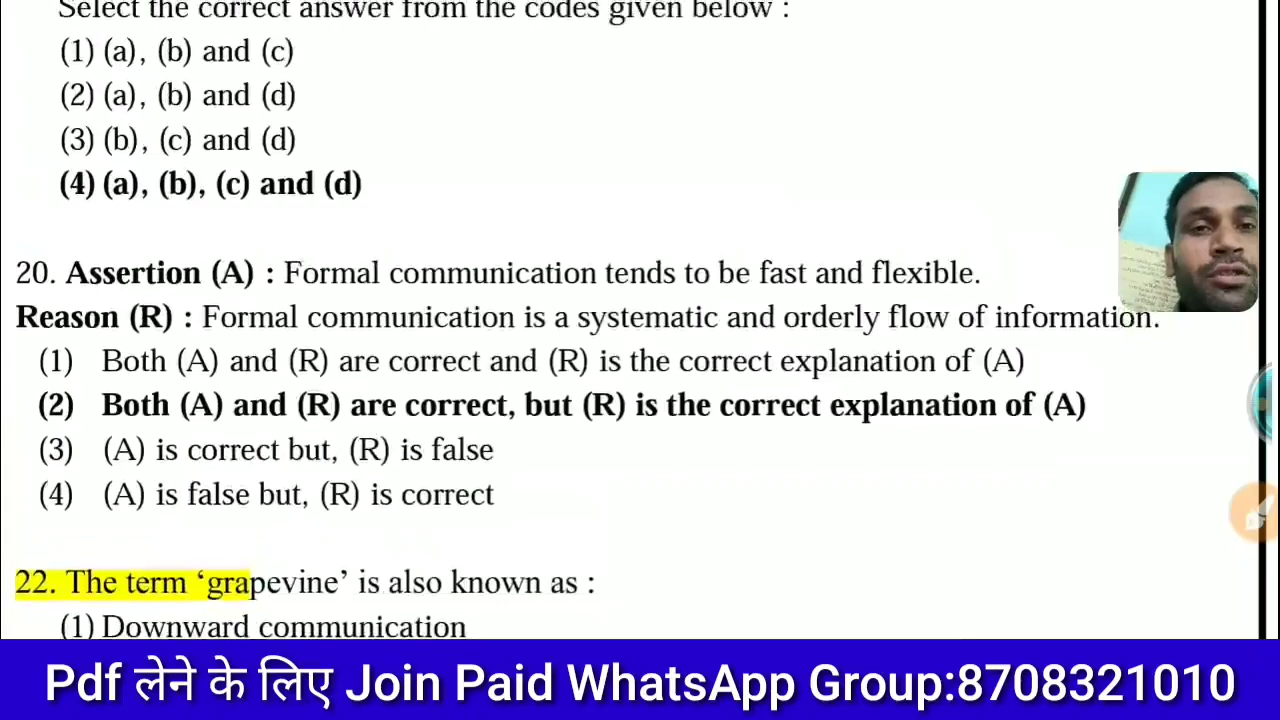 Select the correct answer from the codes given below :
(1) (a), (b) and (c)
(2) (a), (b) and (d)
(3) (b), (c) and (d)
(4) (a), (b), (c) and (d)
20. Assertion (A) : Formal communication tends to be fast and flexible.
Reason (R) : Formal communication is a systematic and orderly flow of information.
(1) Both (A) and (R) are correct and (R) is the correct explanation of (A)
(2) Both (A) and (R) are correct, but (R) is the correct explanation of (A)
(3) (A) is correct but, (R) is false
(4) (A) is false but, (R) is correct
22. The term ‘grapevine’ is also known as :
(1) Downward communication
Pdf लेने के लिए Join Paid WhatsApp Group:8708321010